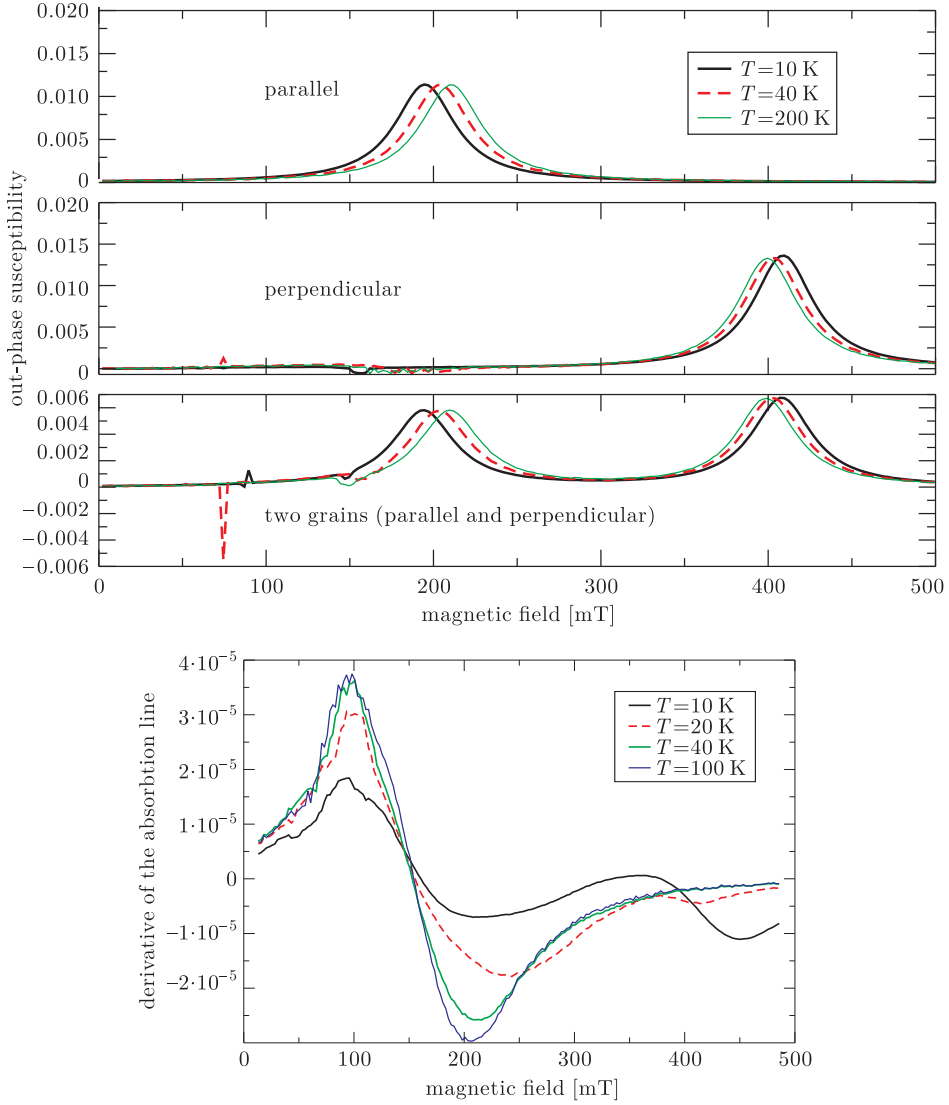 0.020
0.015
0.010
0.005
0
parallel
T=10 K
T=40 K
T=200 K
out-phase susceptibility
0.020
0.015
0.010
0.005
0
perpendicular
0.006
0.004
0.002
0
−0.002
−0.004
−0.006
two grains (parallel and perpendicular)
0 100 200 300 400 500
magnetic field [mT]
derivative of the absorbtion line
4·10⁻⁵
3·10⁻⁵
2·10⁻⁵
1·10⁻⁵
0
−1·10⁻⁵
−2·10⁻⁵
T=10 K
T=20 K
T=40 K
T=100 K
0 100 200 300 400 500
magnetic field [mT]